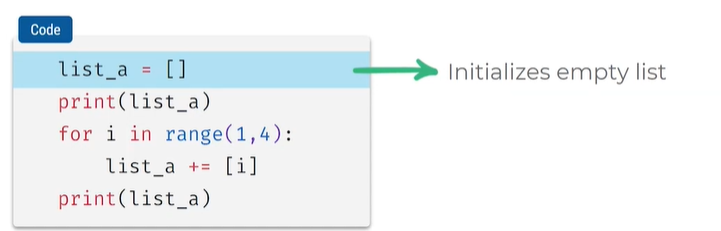 Code
list_a = []
Initializes empty list
print(list_a)
for i in range(1,4):
    list_a += [i]
print(list_a)